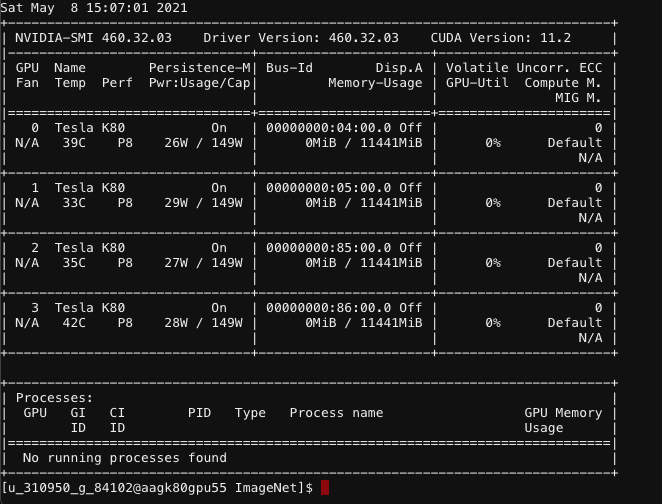 Sat May  8 15:07:01 2021
+-----------------------------------------------------------------------------+
| NVIDIA-SMI 460.32.03    Driver Version: 460.32.03    CUDA Version: 11.2     |
|-------------------------------+----------------------+----------------------+
| GPU  Name        Persistence-M| Bus-Id        Disp.A | Volatile Uncorr. ECC |
| Fan  Temp  Perf  Pwr:Usage/Cap|         Memory-Usage | GPU-Util  Compute M. |
|                               |                      |               MIG M. |
|===============================+======================+======================|
|   0  Tesla K80           On   | 00000000:04:00.0 Off |                    0 |
| N/A   39C    P8    26W / 149W |      0MiB / 11441MiB |      0%      Default |
|                               |                      |                  N/A |
+-------------------------------+----------------------+----------------------+
|   1  Tesla K80           On   | 00000000:05:00.0 Off |                    0 |
| N/A   33C    P8    29W / 149W |      0MiB / 11441MiB |      0%      Default |
|                               |                      |                  N/A |
+-------------------------------+----------------------+----------------------+
|   2  Tesla K80           On   | 00000000:85:00.0 Off |                    0 |
| N/A   35C    P8    27W / 149W |      0MiB / 11441MiB |      0%      Default |
|                               |                      |                  N/A |
+-------------------------------+----------------------+----------------------+
|   3  Tesla K80           On   | 00000000:86:00.0 Off |                    0 |
| N/A   42C    P8    28W / 149W |      0MiB / 11441MiB |      0%      Default |
|                               |                      |                  N/A |
+-------------------------------+----------------------+----------------------+

+-----------------------------------------------------------------------------+
| Processes:                                                                  |
|  GPU   GI   CI        PID   Type   Process name                  GPU Memory |
|        ID   ID                                                   Usage      |
|=============================================================================|
|  No running processes found                                                 |
+-----------------------------------------------------------------------------+
[u_310950_g_84102@aagk80gpu55 ImageNet]$